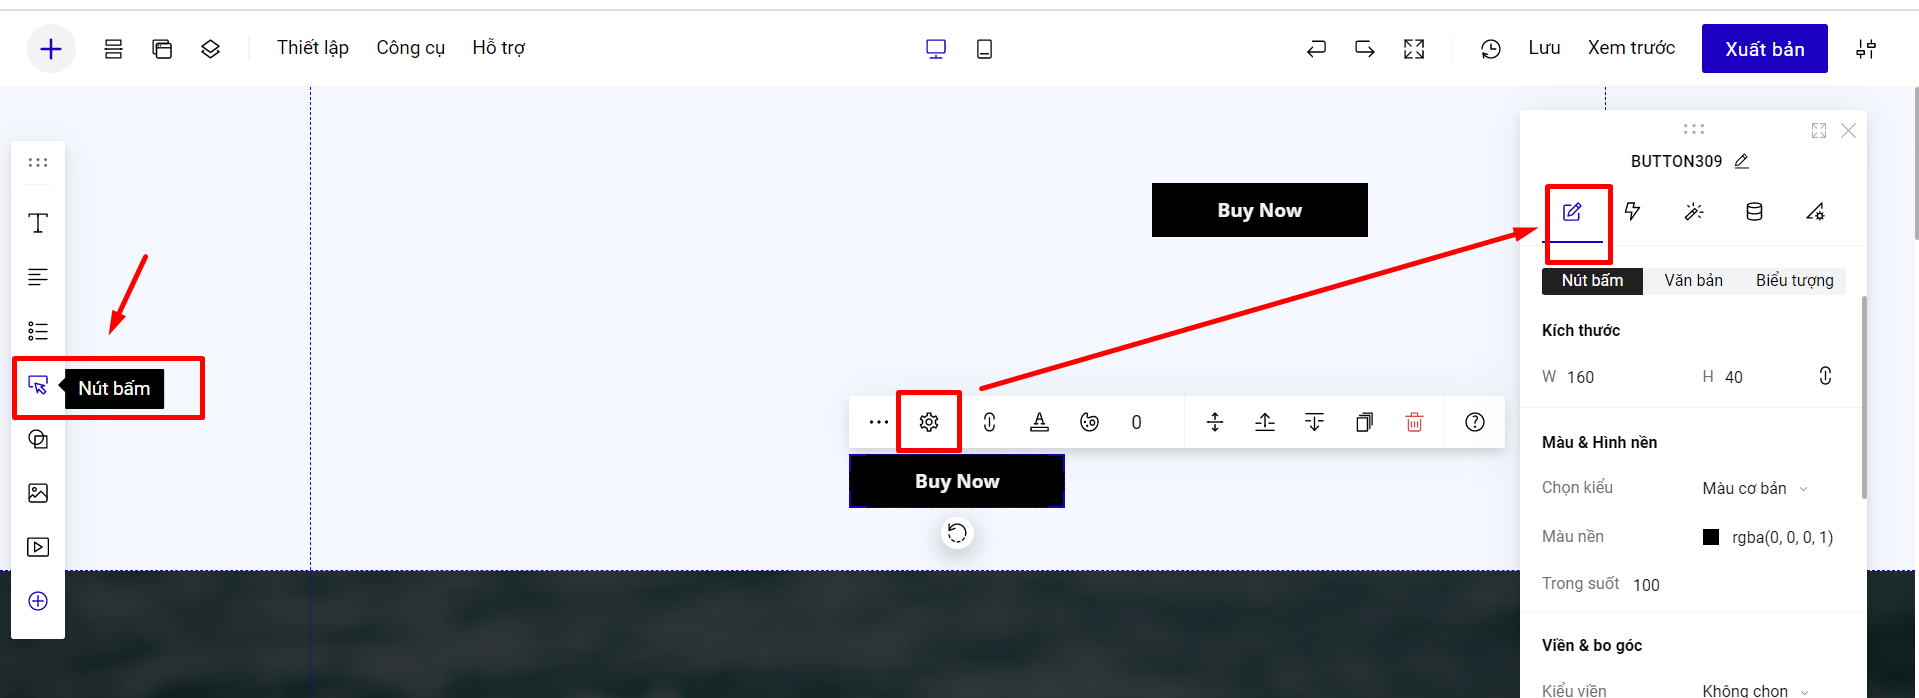 Thiết lập Công cụ Hỗ trợ Lưu Xem trước Xuất bản
BUTTON309
Buy Now
Nút bấm Văn bản Biểu tượng
Kích thước
W 160 H 40
Nút bấm
0
Màu & Hình nền
Buy Now
Chọn kiểu Màu cơ bản
Màu nền rgba(0, 0, 0, 1)
Trong suốt 100
Viền & bo góc
Kiểu viền Không chọn